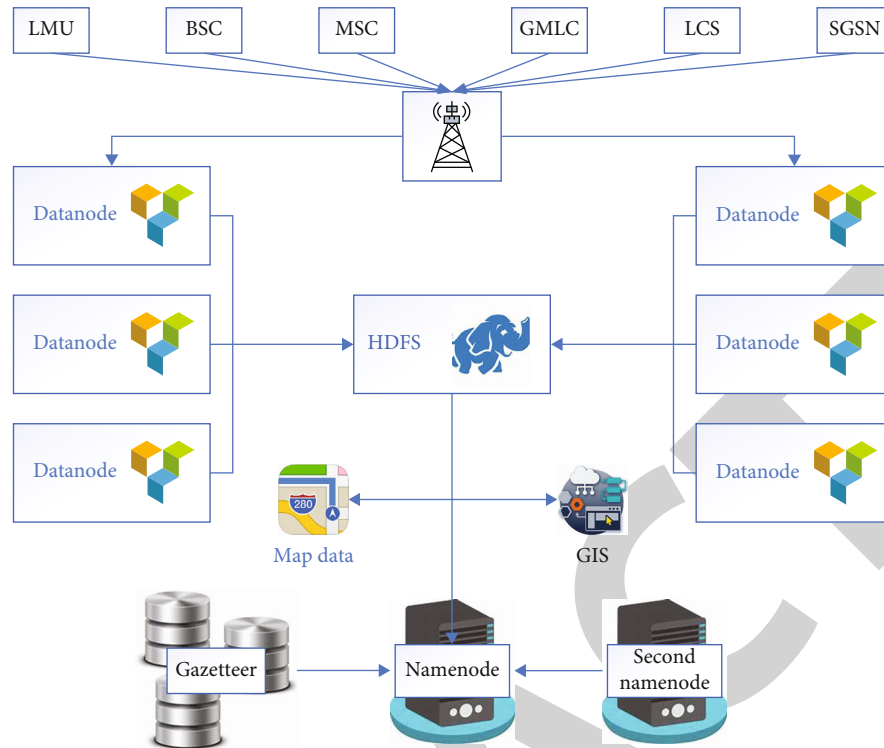 LMU
BSC
MSC
GMLC
LCS
SGSN
Datanode
Datanode
Datanode
HDFS
Datanode
Datanode
Datanode
280
Map data
GIS
Gazetteer
Namenode
Second
namenode